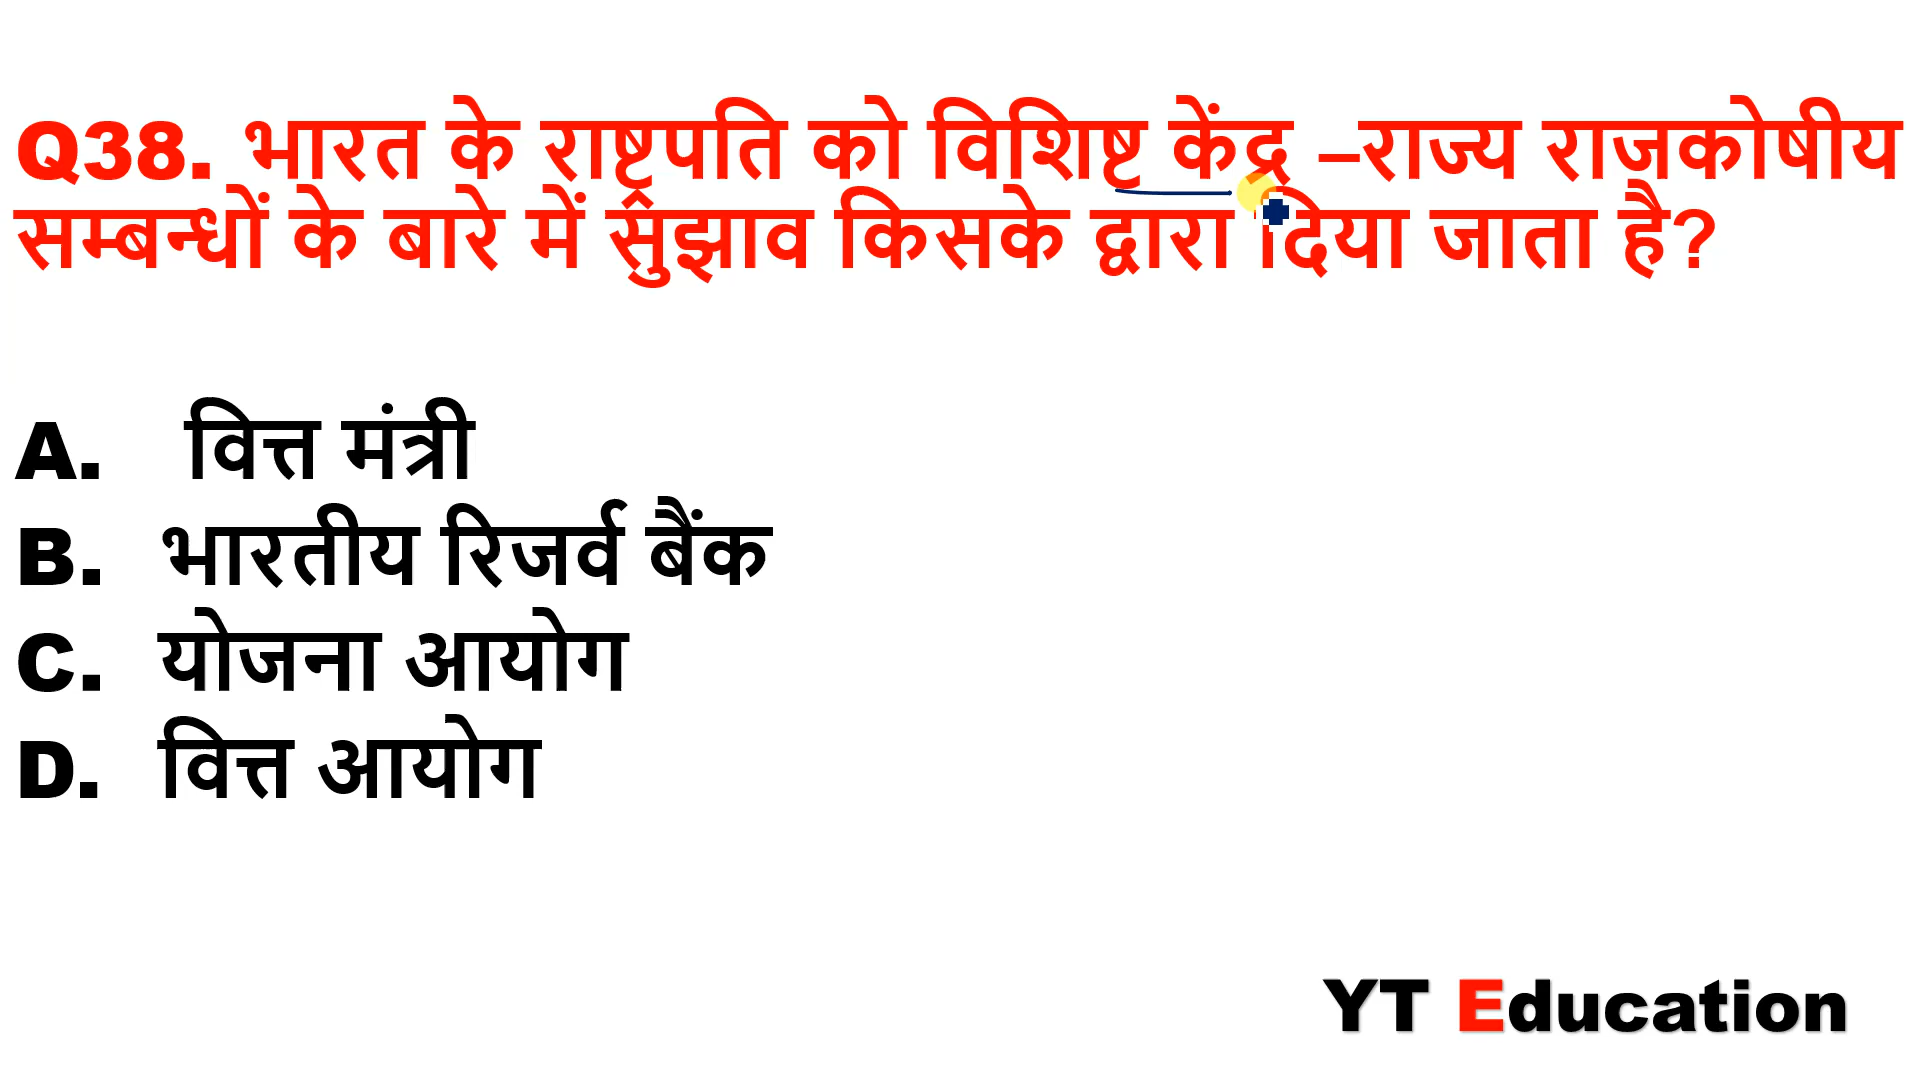 Q38. भारत के राष्ट्रपति को विशिष्ट केंद्र –राज्य राजकोषीय
सम्बन्धों के बारे में सुझाव किसके द्वारा दिया जाता है?
A. वित्त मंत्री
B. भारतीय रिजर्व बैंक
C. योजना आयोग
D. वित्त आयोग
YT Education